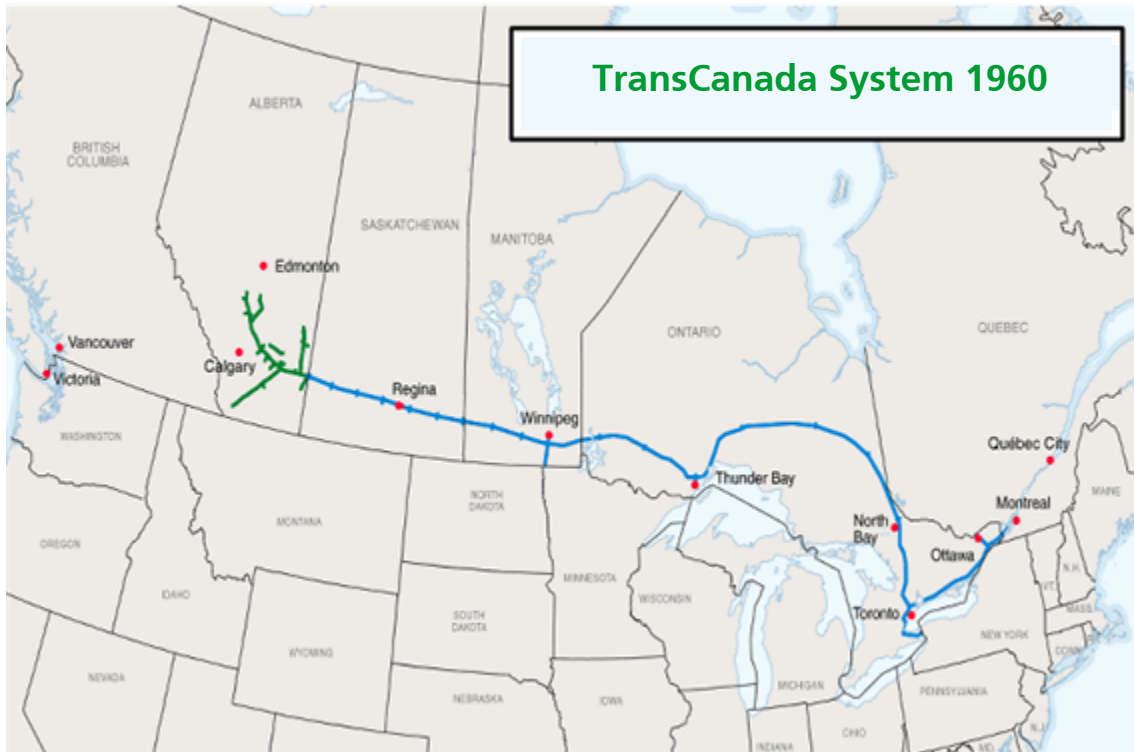 TransCanada System 1960
ALBERTA
BRITISH
COLUMBIA
SASKATCHEWAN
MANITOBA
Edmonton
ONTARIO
QUEBEC
Vancouver
Calgary
Victoria
Regina
Winnipeg
WASHINGTON
Québec City
Thunder Bay
NORTH
DAKOTA
MAINE
Montreal
MONTANA
North
Bay
OREGON
Ottawa
N.H.
MINNESOTA
VT.
IDAHO
WISCONSIN
MASS.
SOUTH
DAKOTA
Toronto
NEW YORK
WYOMING
CONN.
NEVADA
MICHIGAN
PENNSYLVANIA
NEBRASKA
IOWA
N.J.
OHIO
INDIANA
MD.